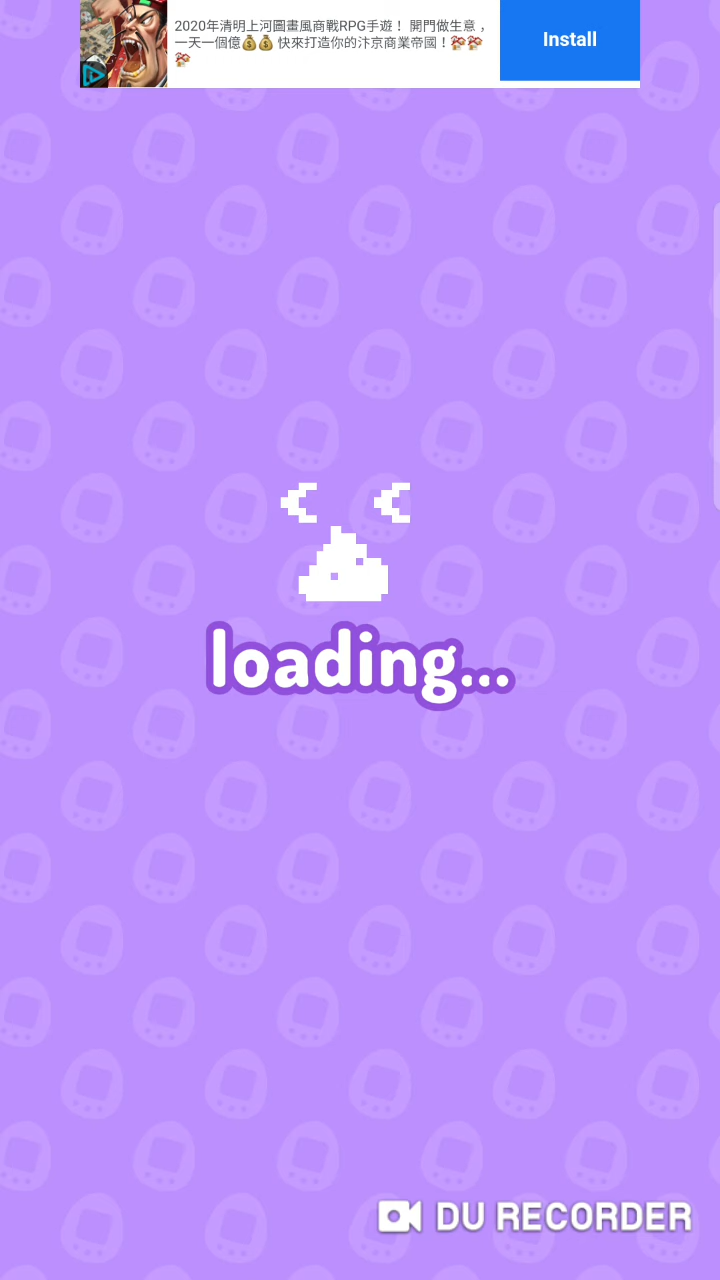 2020年清明上河圖畫風商戰RPG手遊！ 開門做生意，
一天一個億💰💰 快來打造你的汴京商業帝國！🏘️🏘️
🏘️
Install
loading...
DU RECORDER